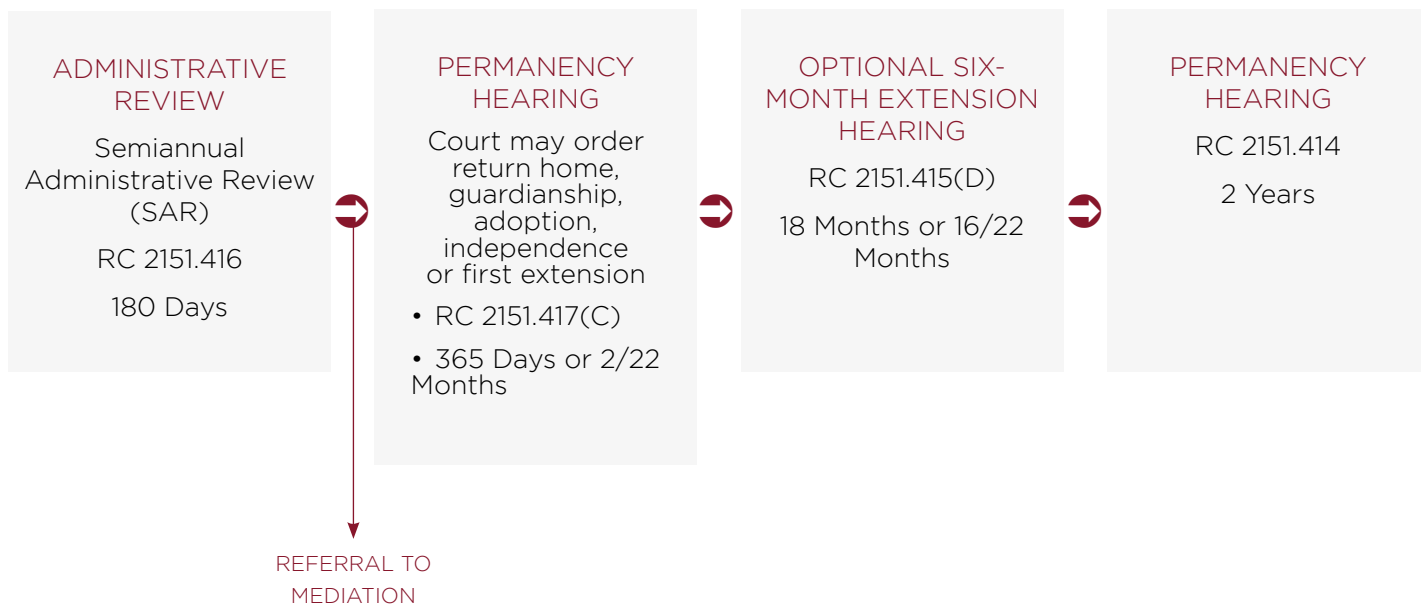 ADMINISTRATIVE
REVIEW
Semiannual
Administrative Review
(SAR)
RC 2151.416
180 Days
PERMANENCY
HEARING
Court may order
return home,
guardianship,
adoption,
independence
or first extension
• RC 2151.417(C)
• 365 Days or 2/22
Months
OPTIONAL SIX-
MONTH EXTENSION
HEARING
RC 2151.415(D)
18 Months or 16/22
Months
PERMANENCY
HEARING
RC 2151.414
2 Years
REFERRAL TO
MEDIATION